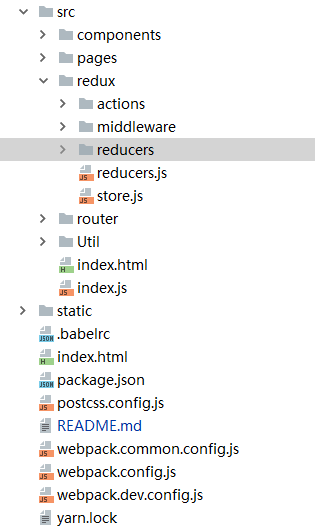 src
components
pages
redux
actions
middleware
reducers
reducers.js
store.js
router
Util
index.html
index.js
static
.babelrc
index.html
package.json
postcss.config.js
README.md
webpack.common.config.js
webpack.config.js
webpack.dev.config.js
yarn.lock